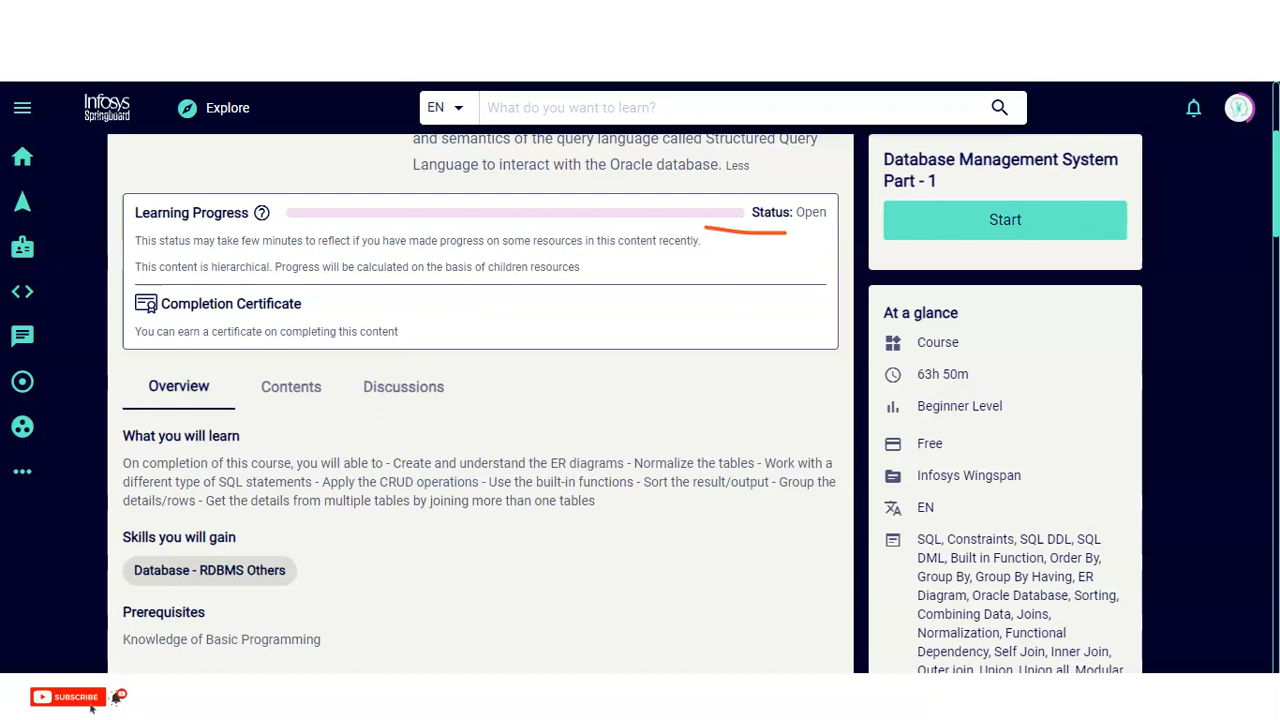 Infosys
Springboard
Explore
EN
What do you want to learn?
and semantics of the query language called Structured Query
Language to interact with the Oracle database. Less
Learning Progress ?
Status: Open
This status may take few minutes to reflect if you have made progress on some resources in this content recently.
This content is hierarchical. Progress will be calculated on the basis of children resources
Completion Certificate
You can earn a certificate on completing this content
Overview
Contents
Discussions
What you will learn
On completion of this course, you will able to - Create and understand the ER diagrams - Normalize the tables - Work with a
different type of SQL statements - Apply the CRUD operations - Use the built-in functions - Sort the result/output - Group the
details/rows - Get the details from multiple tables by joining more than one tables
Skills you will gain
Database - RDBMS Others
Prerequisites
Knowledge of Basic Programming
Database Management System
Part - 1
Start
At a glance
Course
63h 50m
Beginner Level
Free
Infosys Wingspan
EN
SQL, Constraints, SQL DDL, SQL
DML, Built in Function, Order By,
Group By, Group By Having, ER
Diagram, Oracle Database, Sorting,
Combining Data, Joins,
Normalization, Functional
Dependency, Self Join, Inner Join,
Outer join, Union, Union all, Modular
SUBSCRIBE